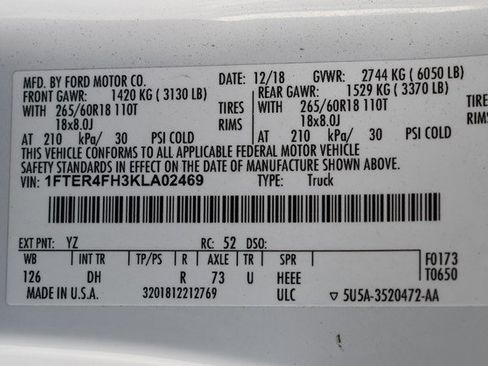 MFD. BY FORD MOTOR CO. DATE: 12/18 GVWR: 2744 KG (6050 LB)
FRONT GAWR: 1420 KG (3130 LB) REAR GAWR: 1529 KG (3370 LB)
WITH 265/60R18 110T TIRES WITH 265/60R18 110T TIRES
18x8.0J RIMS 18x8.0J RIMS
AT 210 kPa/ 30 PSI COLD AT 210 kPa/ 30 PSI COLD
THIS VEHICLE CONFORMS TO ALL APPLICABLE FEDERAL MOTOR VEHICLE
SAFETY STANDARDS IN EFFECT ON THE DATE OF MANUFACTURE SHOWN ABOVE.
VIN: 1FTER4FH3KLA02469 TYPE: Truck
EXT PNT: YZ RC: 52 DSO:
WB INT TR TP/PS R AXLE TR SPR F0173
126 DH R 73 U HEEE T0650
MADE IN U.S.A. 3201812212769 ULC ▽ 5U5A-3520472-AA